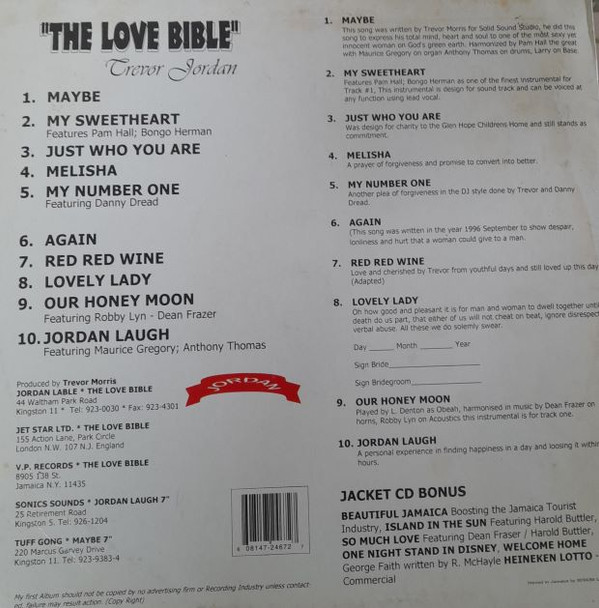 "THE LOVE BIBLE"
Trevor Jordan
1. MAYBE
2. MY SWEETHEART
Features Pam Hall; Bongo Herman
3. JUST WHO YOU ARE
4. MELISHA
5. MY NUMBER ONE
Featuring Danny Dread
6. AGAIN
7. RED RED WINE
8. LOVELY LADY
9. OUR HONEY MOON
Featuring Robby Lyn - Dean Frazer
10. JORDAN LAUGH
Featuring Maurice Gregory; Anthony Thomas
Produced by Trevor Morris
JORDAN LABLE * THE LOVE BIBLE
44 Waltham Park Road
Kingston 11 * Tel: 923-0030 * Fax: 923-4301
JORDAN
JET STAR LTD. * THE LOVE BIBLE
155 Action Lane, Park Circle
London N.W. 107 N.J. England
V.P. RECORDS * THE LOVE BIBLE
8905 138 St.
Jamaica N.Y. 11435
SONICS SOUNDS * JORDAN LAUGH 7"
25 Retirement Road
Kingston 5. Tel: 926-1204
TUFF GONG * MAYBE 7"
220 Marcus Garvey Drive
Kingston 11. Tel: 923-9383-4
6 08147-24672 7
My first Album should not be copied by no advertising firm or Recording Industry unless contact-
ed, failure may result action. (Copy Right)
1. MAYBE
This song was written by Trevor Morris for Solid Sound Studio, he did this
song to express his total mind, heart and soul to one of the most sexy yet
innocent woman on God's green earth. Harmonized by Pam Hall the great
with Maurice Gregory on organ Anthony Thomas on drums, Larry on Base.
2. MY SWEETHEART
Features Pam Hall; Bongo Herman as one of the finest Instrumental for
Track #1, This instrumental is design for sound track and can be voiced at
any function using lead vocal.
3. JUST WHO YOU ARE
Was design for charity to the Glen Hope Childrens Home and still stands as
commitment.
4. MELISHA
A prayer of forgiveness and promise to convert into better.
5. MY NUMBER ONE
Another plea of forgiveness in the DJ style done by Trevor and Danny
Dread.
6. AGAIN
(This song was written in the year 1996 September to show despair,
lonliness and hurt that a woman could give to a man.
7. RED RED WINE
Love and cherished by Trevor from youthful days and still loved up this day
(Adapted)
8. LOVELY LADY
Oh how good and pleasant it is for man and woman to dwell together until
death do us part, that either of us will not cheat on beat, ignore disrespect
verbal abuse. All these we do solemly swear.
Day ______ Month ________ Year
Sign Bride
Sign Bridegroom
9. OUR HONEY MOON
Played by L. Denton as Obeah, harmonised in music by Dean Frazer on
horns, Robby Lyn on Acoustics this instrumental is for track one.
10. JORDAN LAUGH
A personal experience in finding happiness in a day and loosing it within
hours.
JACKET CD BONUS
BEAUTIFUL JAMAICA Boosting the Jamaica Tourist
Industry, ISLAND IN THE SUN Featuring Harold Buttler,
SO MUCH LOVE Featuring Dean Frazer / Harold Buttler,
ONE NIGHT STAND IN DISNEY, WELCOME HOME
George Faith written by R. McHayle HEINEKEN LOTTO -
Commercial